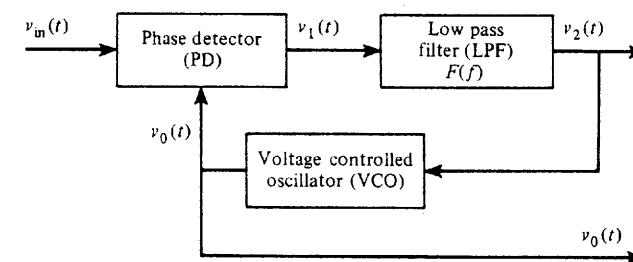 v_in(t)
Phase detector
(PD)
v_1(t)
Low pass
filter (LPF)
F(f)
v_2(t)
v_0(t)
Voltage controlled
oscillator (VCO)
v_0(t)